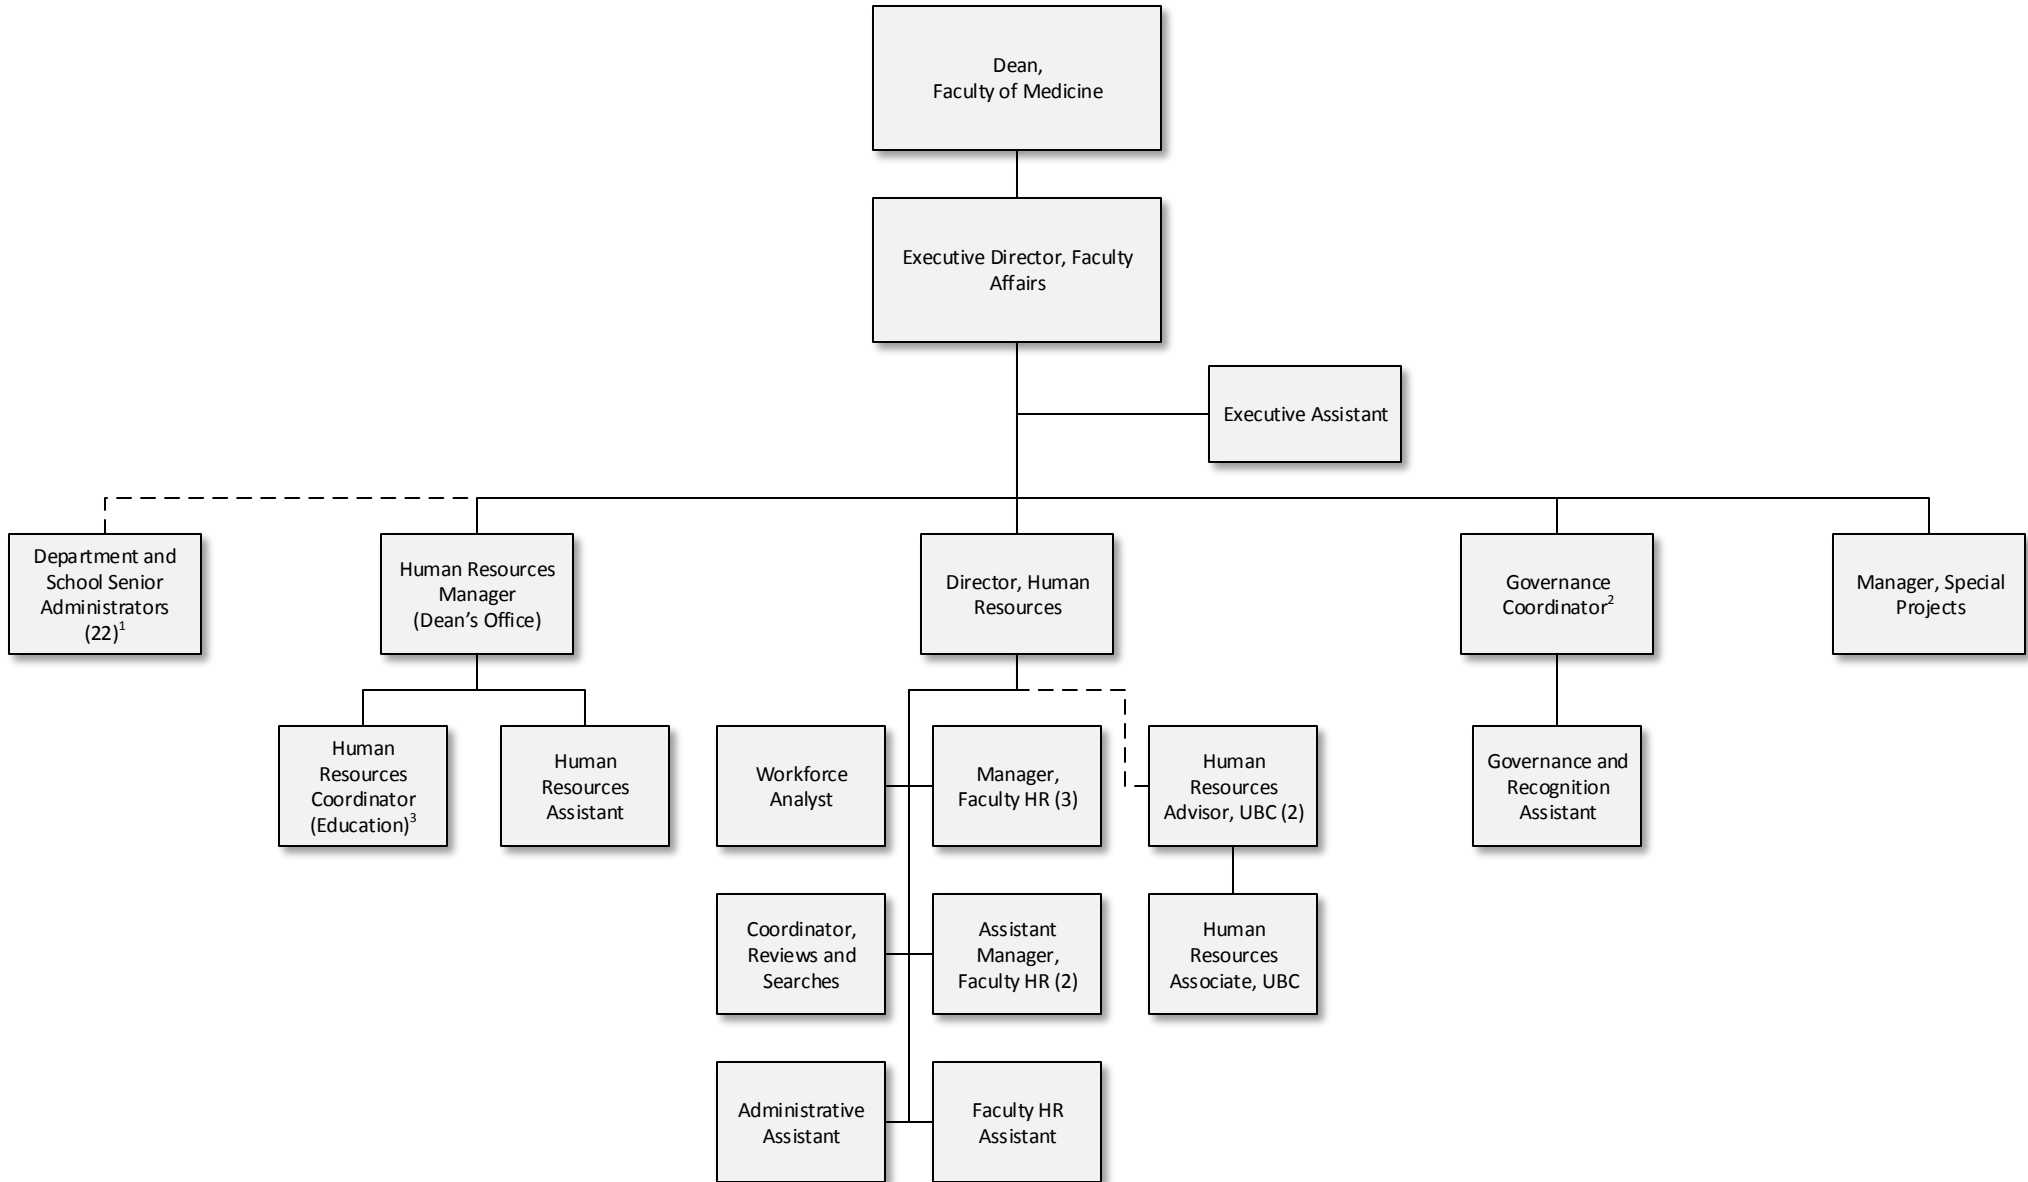 Dean,
Faculty of Medicine
Executive Director, Faculty
Affairs
Executive Assistant
Department and
School Senior
Administrators
(22)¹
Human Resources
Manager
(Dean’s Office)
Director, Human
Resources
Governance
Coordinator²
Manager, Special
Projects
Human
Resources
Coordinator
(Education)³
Human
Resources
Assistant
Workforce
Analyst
Manager,
Faculty HR (3)
Human
Resources
Advisor, UBC (2)
Governance and
Recognition
Assistant
Coordinator,
Reviews and
Searches
Assistant
Manager,
Faculty HR (2)
Human
Resources
Associate, UBC
Administrative
Assistant
Faculty HR
Assistant